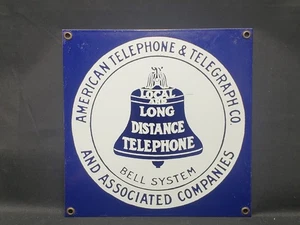 AMERICAN TELEPHONE & TELEGRAPH CO.
LOCAL
AND
LONG
DISTANCE
TELEPHONE
BELL SYSTEM
AND ASSOCIATED COMPANIES